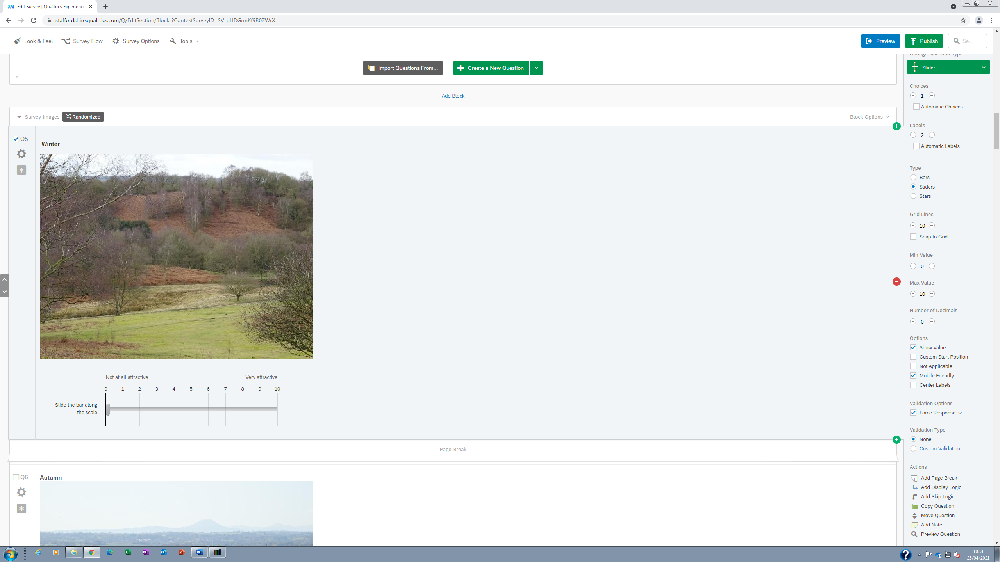 XM Edit Survey | Qualtrics Experience
staffordshire.qualtrics.com/Q/EditSection/Blocks?ContextSurveyID=SV_bHDGrmKf9R0ZWrX
Look & Feel Survey Flow Survey Options Tools
Preview Publish Se...
Change Question Type
Import Questions From... Create a New Question
Slider
Add Block
Choices
1
Automatic Choices
Survey Images Randomized Block Options
Labels
2
Automatic Labels
Q5
Winter
Type
Bars
Sliders
Stars
Grid Lines
10
Snap to Grid
Min Value
0
Max Value
10
Number of Decimals
0
Options
Show Value
Custom Start Position
Not Applicable
Mobile Friendly
Center Labels
Not at all attractive Very attractive
0 1 2 3 4 5 6 7 8 9 10
Slide the bar along
the scale
Validation Options
Force Response
Validation Type
None
Custom Validation
Page Break
Actions
Add Page Break
Add Display Logic
Add Skip Logic
Copy Question
Move Question
Add Note
Preview Question
Q6
Autumn
10:51
26/04/2021